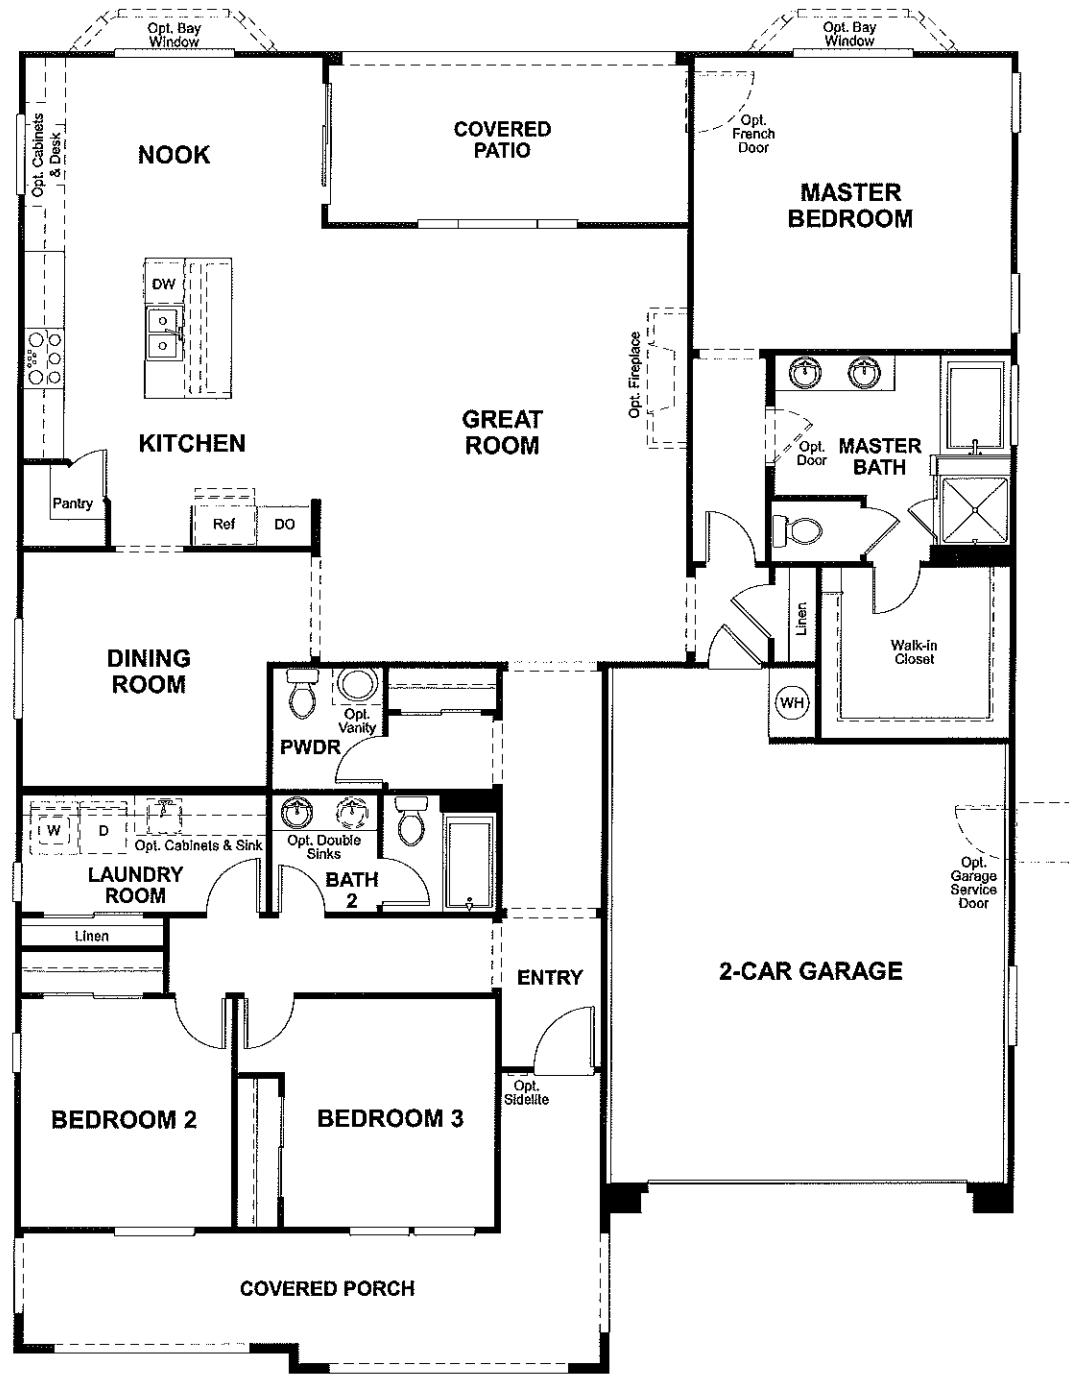 Opt. Bay
Window
Opt. Bay
Window
Opt. Cabinets
& Desk
NOOK
COVERED
PATIO
Opt.
French
Door
MASTER
BEDROOM
DW
Opt. Fireplace
KITCHEN
GREAT
ROOM
Opt.
Door
MASTER
BATH
Pantry
Ref
DO
DINING
ROOM
Linen
Walk-in
Closet
WH
PWDR
Opt.
Vanity
W
D
Opt. Cabinets & Sink
LAUNDRY
ROOM
Opt. Double
Sinks
BATH
2
Opt.
Garage
Service
Door
Linen
ENTRY
2-CAR GARAGE
Opt.
Sidelite
BEDROOM 2
BEDROOM 3
COVERED PORCH